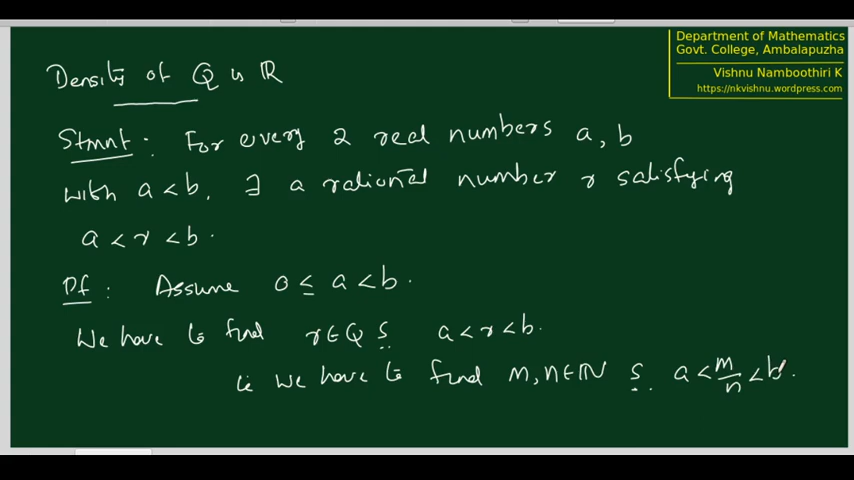 Department of Mathematics
Govt. College, Ambalapuzha
Vishnu Namboothiri K
https://nkvishnu.wordpress.com
Density of Q in ℝ
Stmnt : For every 2 real numbers a, b
with a < b, ∃ a rational number r satisfying
a < r < b.
Pf : Assume 0 ≤ a < b.
We have to find r ∈ Q S a < r < b.
ie we have to find m, n ∈ ℕ S. a < m/n < b.